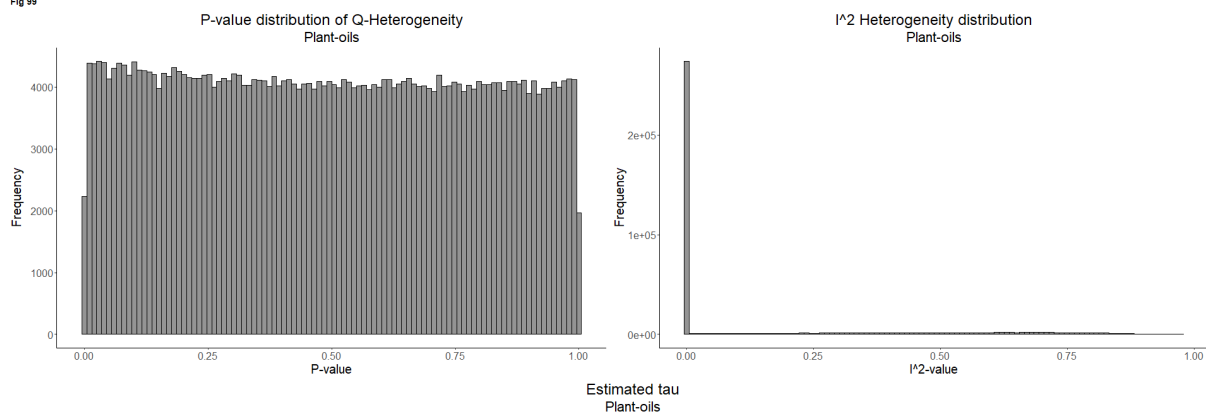 Fig 99
P-value distribution of Q-Heterogeneity
Plant-oils
Frequency
4000
3000
2000
1000
0
0.00 0.25 0.50 0.75 1.00
P-value
I^2 Heterogeneity distribution
Plant-oils
Frequency
2e+05
1e+05
0e+00
0.00 0.25 0.50 0.75 1.00
I^2-value
Estimated tau
Plant-oils